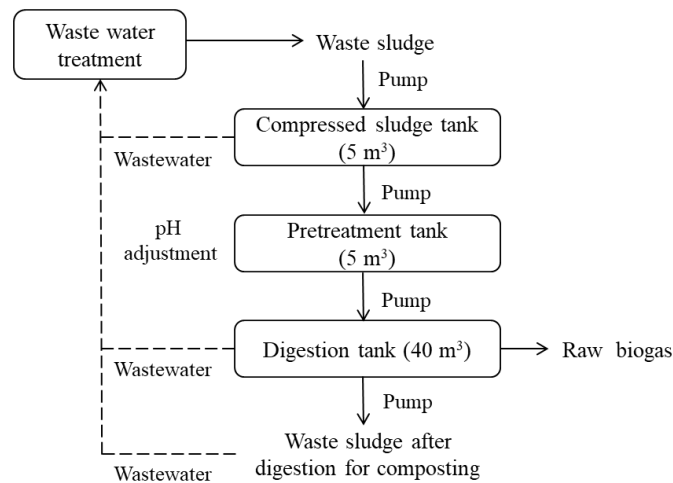 Waste water
treatment
Waste sludge
Pump
Compressed sludge tank
(5 m³)
Wastewater
Pump
pH
adjustment
Pretreatment tank
(5 m³)
Pump
Digestion tank (40 m³)
Raw biogas
Wastewater
Pump
Waste sludge after
digestion for composting
Wastewater